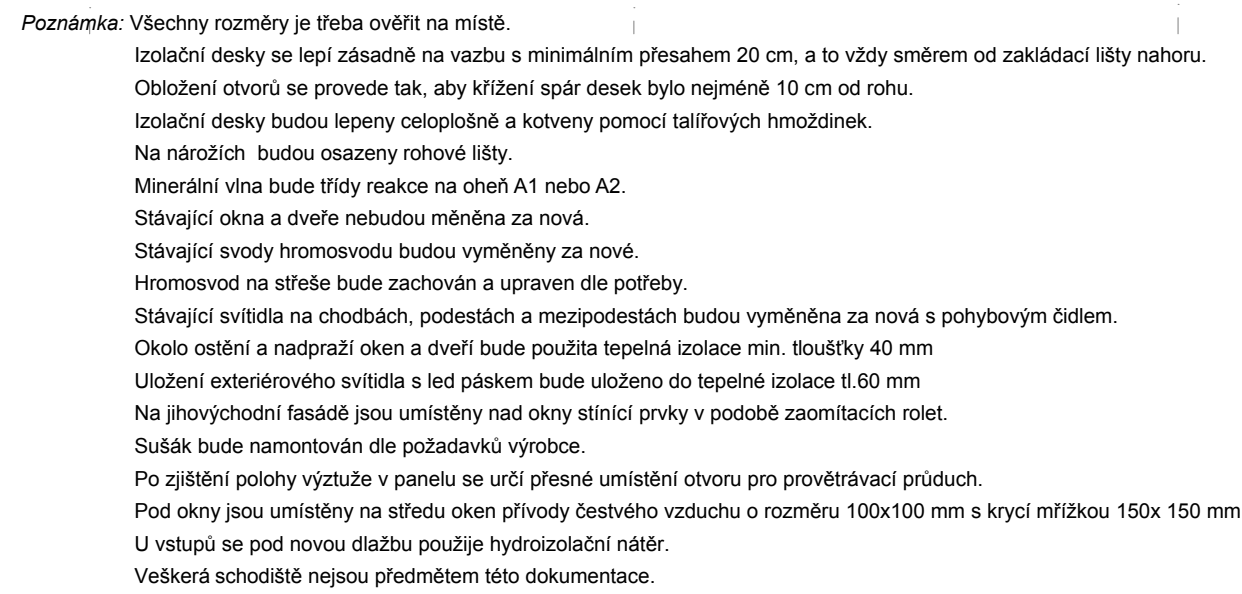 Poznámka: Všechny rozměry je třeba ověřit na místě.
Izolační desky se lepí zásadně na vazbu s minimálním přesahem 20 cm, a to vždy směrem od zakládací lišty nahoru.
Obložení otvorů se provede tak, aby křížení spár desek bylo nejméně 10 cm od rohu.
Izolační desky budou lepeny celoplošně a kotveny pomocí talířových hmoždinek.
Na nárožích budou osazeny rohové lišty.
Minerální vlna bude třídy reakce na oheň A1 nebo A2.
Stávající okna a dveře nebudou měněna za nová.
Stávající svody hromosvodu budou vyměněny za nové.
Hromosvod na střeše bude zachován a upraven dle potřeby.
Stávající svítidla na chodbách, podestách a mezipodestách budou vyměněna za nová s pohybovým čidlem.
Okolo ostění a nadpraží oken a dveří bude použita tepelná izolace min. tloušťky 40 mm
Uložení exteriérového svítidla s led páskem bude uloženo do tepelné izolace tl.60 mm
Na jihovýchodní fasádě jsou umístěny nad okny stínící prvky v podobě zaomítacích rolet.
Sušák bude namontován dle požadavků výrobce.
Po zjištění polohy výztuže v panelu se určí přesné umístění otvoru pro provětrávací průduch.
Pod okny jsou umístěny na středu oken přívody čestvého vzduchu o rozměru 100x100 mm s krycí mřížkou 150x 150 mm
U vstupů se pod novou dlažbu použije hydroizolační nátěr.
Veškerá schodiště nejsou předmětem této dokumentace.